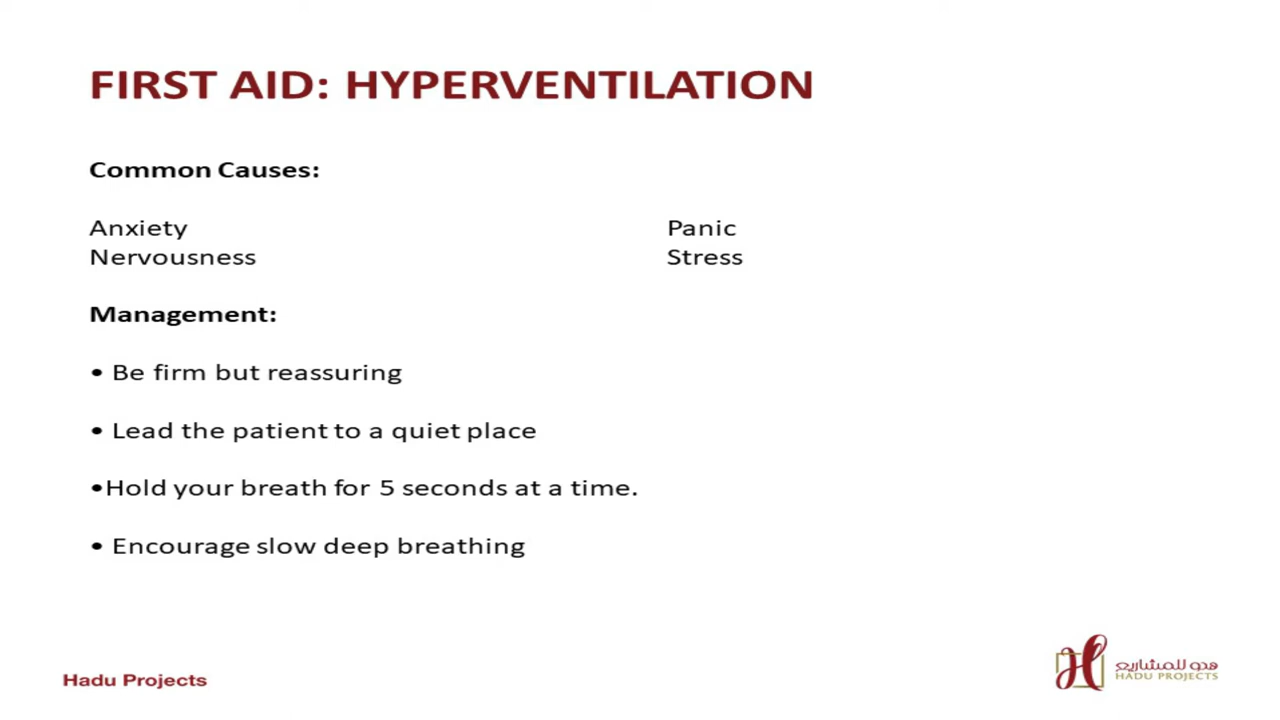 FIRST AID: HYPERVENTILATION
Common Causes:
Anxiety Panic
Nervousness Stress
Management:
• Be firm but reassuring
• Lead the patient to a quiet place
•Hold your breath for 5 seconds at a time.
• Encourage slow deep breathing
Hadu Projects
هدو للمشاريع
HADU PROJECTS